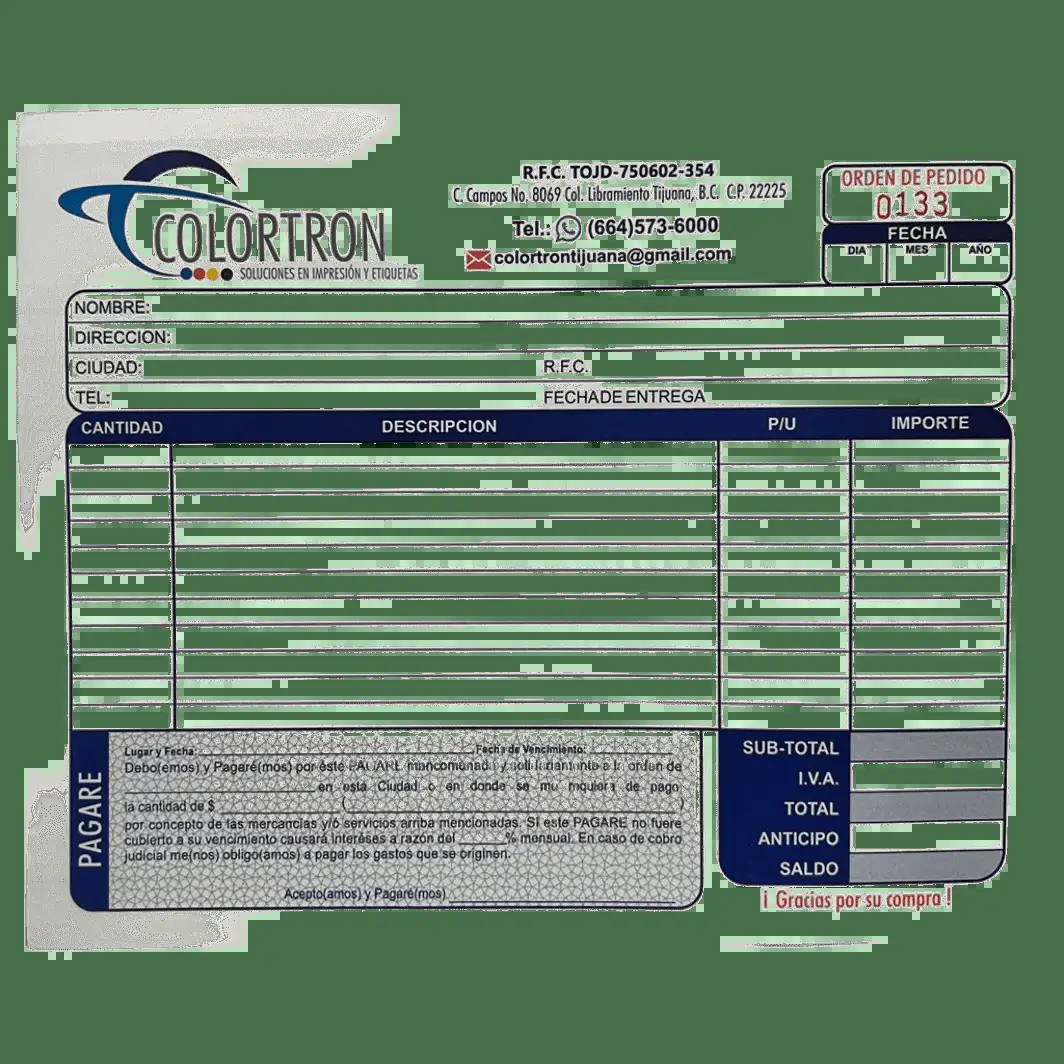 COLORTRON
SOLUCIONES EN IMPRESIÓN Y ETIQUETAS
R.F.C. TOJD-750602-354
C. Campos No. 8069 Col. Libramiento Tijuana, B.C. C.P. 22225
Tel.: (664)573-6000
colortrontijuana@gmail.com
ORDEN DE PEDIDO
0133
FECHA
DIA MES AÑO
NOMBRE:
DIRECCION:
CIUDAD: R.F.C.
TEL: FECHA DE ENTREGA
CANTIDAD DESCRIPCION P/U IMPORTE
PAGARE
Lugar y Fecha: Fecha de Vencimiento:
Debo(emos) y Pagaré(mos) por éste PAGARE mancomunada y solidariamente a la orden de
en esta Ciudad o en donde se me requiera de pago
la cantidad de $ ( )
por concepto de las mercancias y/ó servicios arriba mencionadas. Si este PAGARE no fuere
cubierto a su vencimiento causará interéses a razón del % mensual. En caso de cobro
judicial me(nos) obligo(amos) a pagar los gastos que se originen.
Acepto(amos) y Pagaré(mos)
SUB-TOTAL
I.V.A.
TOTAL
ANTICIPO
SALDO
¡ Gracias por su compra !